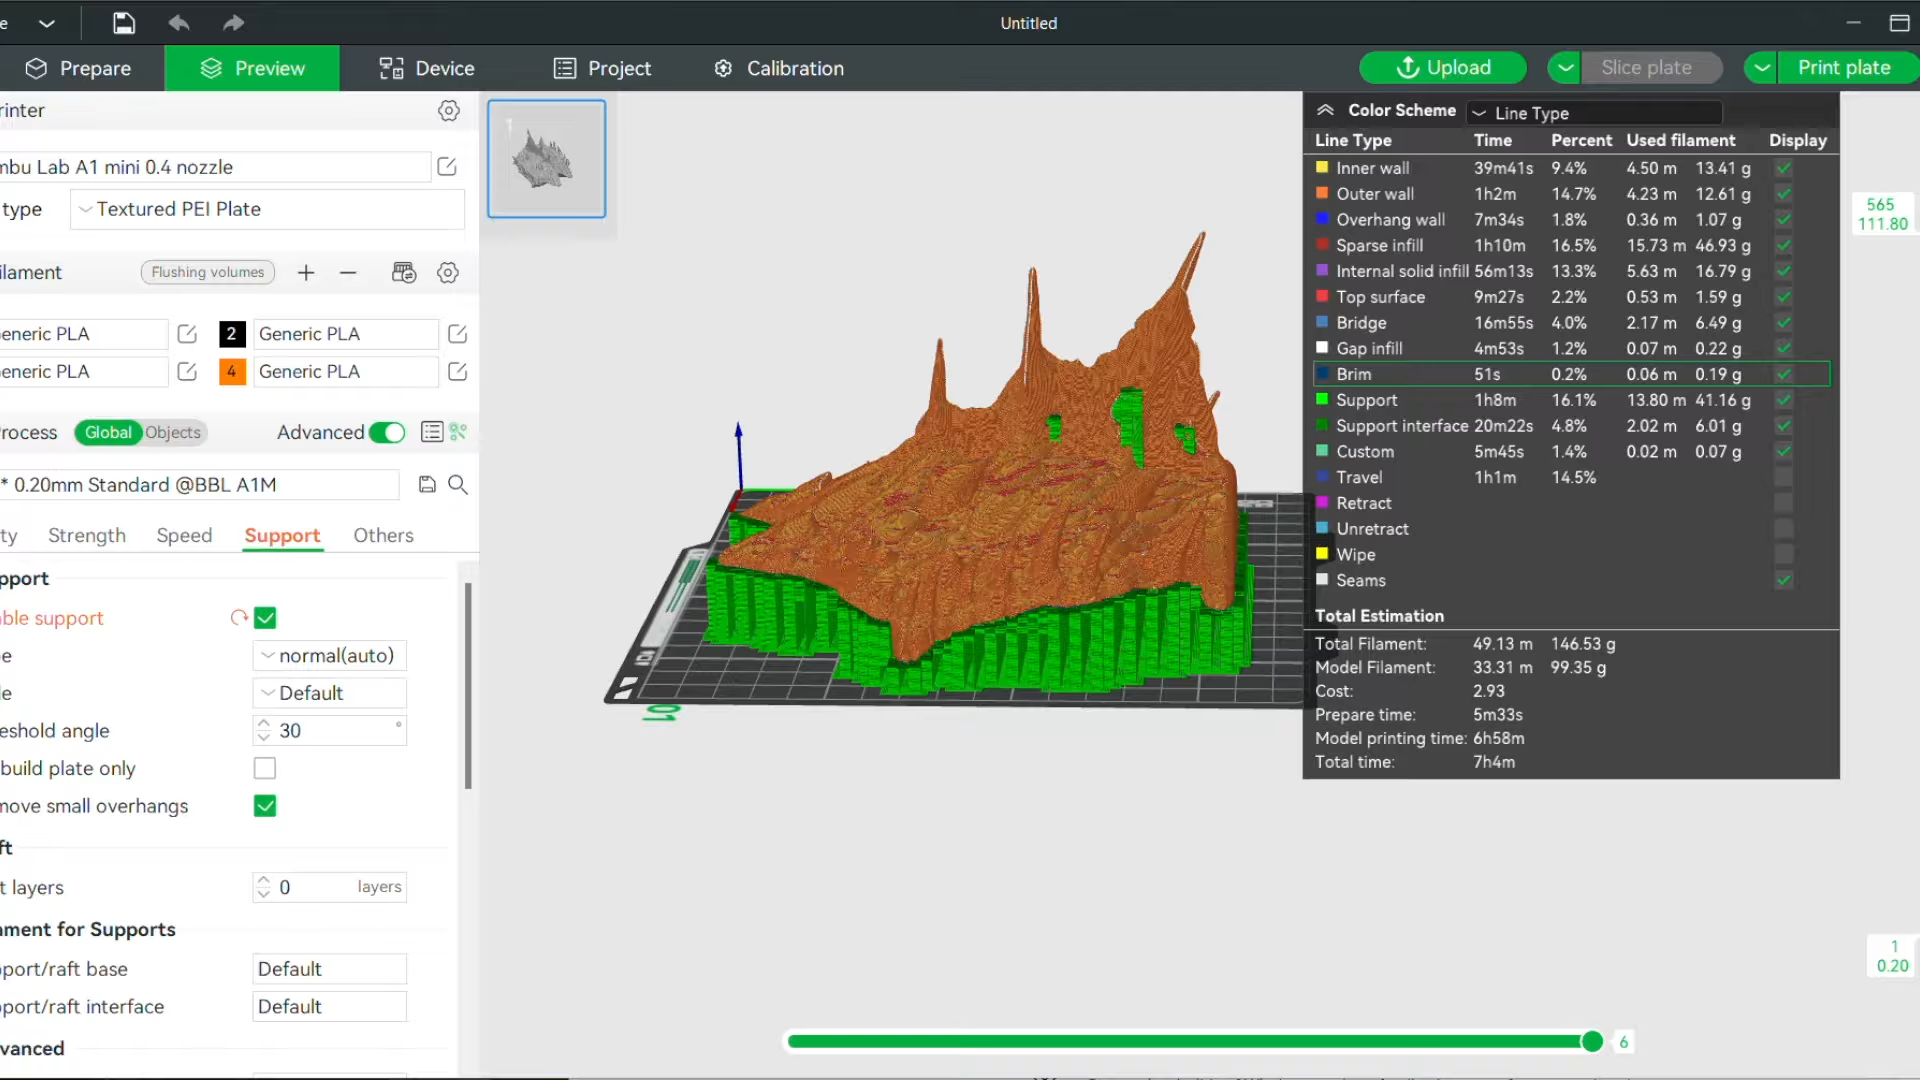 e
Untitled
Prepare
Preview
Device
Project
Calibration
Upload
Slice plate
Print plate
rinter
mbu Lab A1 mini 0.4 nozzle
type
Textured PEI Plate
ilament
Flushing volumes
eneric PLA
2
Generic PLA
eneric PLA
4
Generic PLA
rocess
Global
Objects
Advanced
* 0.20mm Standard @BBL A1M
ty
Strength
Speed
Support
Others
pport
ble support
e
normal(auto)
le
Default
eshold angle
30
°
build plate only
move small overhangs
ft
t layers
0
layers
ament for Supports
port/raft base
Default
port/raft interface
Default
vanced
01
Color Scheme
Line Type
Line Type Time Percent Used filament Display
Inner wall 39m41s 9.4% 4.50 m 13.41 g
Outer wall 1h2m 14.7% 4.23 m 12.61 g
Overhang wall 7m34s 1.8% 0.36 m 1.07 g
Sparse infill 1h10m 16.5% 15.73 m 46.93 g
Internal solid infill 56m13s 13.3% 5.63 m 16.79 g
Top surface 9m27s 2.2% 0.53 m 1.59 g
Bridge 16m55s 4.0% 2.17 m 6.49 g
Gap infill 4m53s 1.2% 0.07 m 0.22 g
Brim 51s 0.2% 0.06 m 0.19 g
Support 1h8m 16.1% 13.80 m 41.16 g
Support interface 20m22s 4.8% 2.02 m 6.01 g
Custom 5m45s 1.4% 0.02 m 0.07 g
Travel 1h1m 14.5%
Retract
Unretract
Wipe
Seams
Total Estimation
Total Filament: 49.13 m 146.53 g
Model Filament: 33.31 m 99.35 g
Cost: 2.93
Prepare time: 5m33s
Model printing time: 6h58m
Total time: 7h4m
565
111.80
1
0.20
6